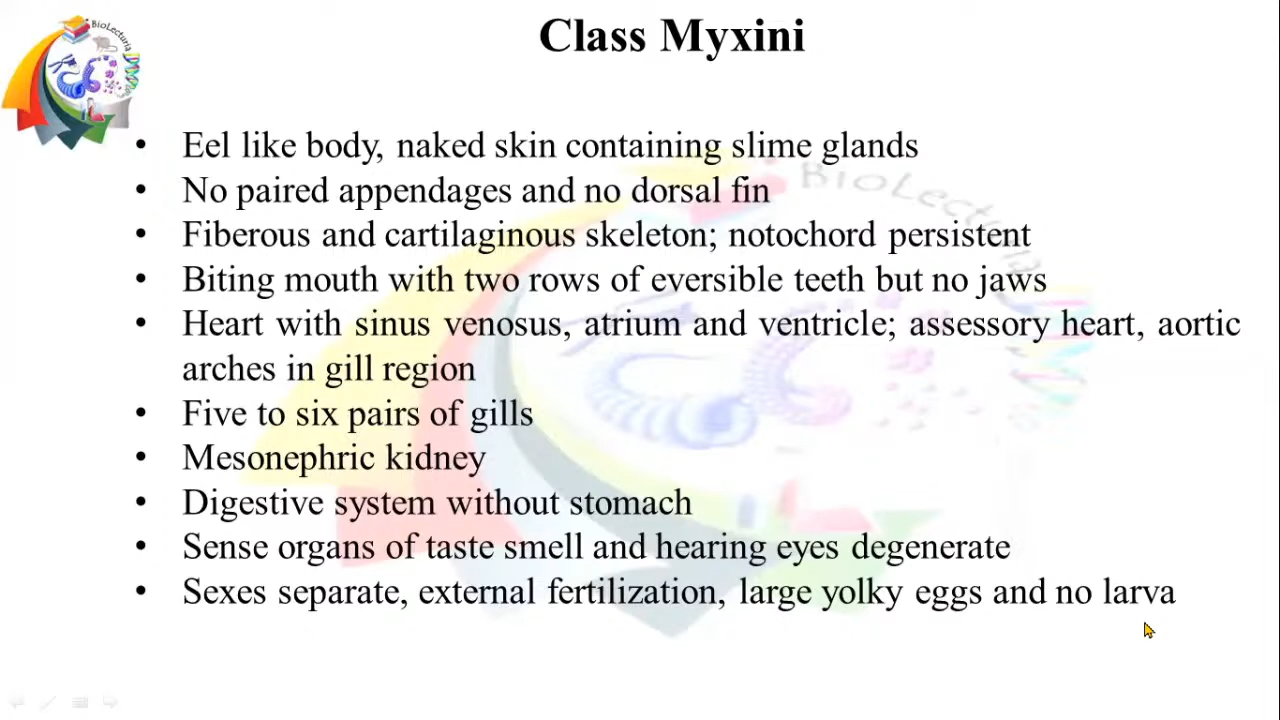 Class Myxini
BioLecturia
• Eel like body, naked skin containing slime glands
• No paired appendages and no dorsal fin
• Fiberous and cartilaginous skeleton; notochord persistent
• Biting mouth with two rows of eversible teeth but no jaws
• Heart with sinus venosus, atrium and ventricle; assessory heart, aortic
arches in gill region
• Five to six pairs of gills
• Mesonephric kidney
• Digestive system without stomach
• Sense organs of taste smell and hearing eyes degenerate
• Sexes separate, external fertilization, large yolky eggs and no larva
BioLecturia